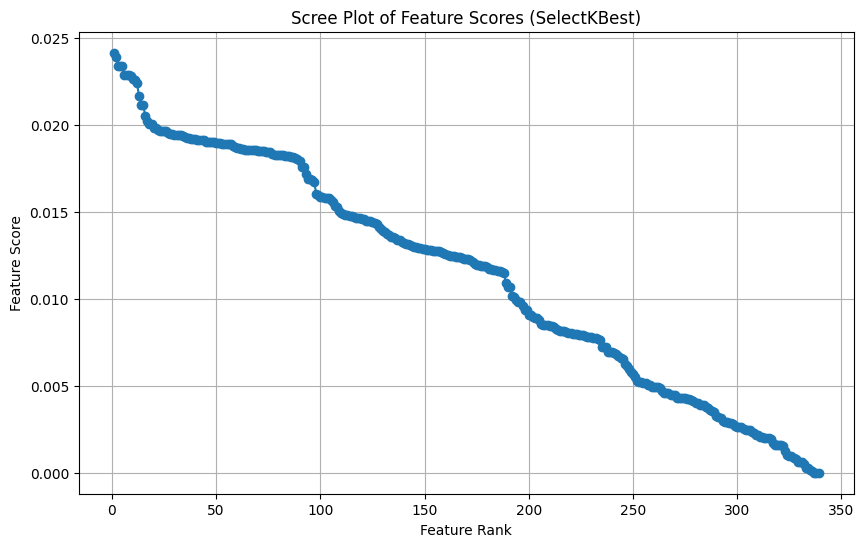 Scree Plot of Feature Scores (SelectKBest)
0.025
0.020
0.015
0.010
0.005
0.000
Feature Score
0 50 100 150 200 250 300 350
Feature Rank